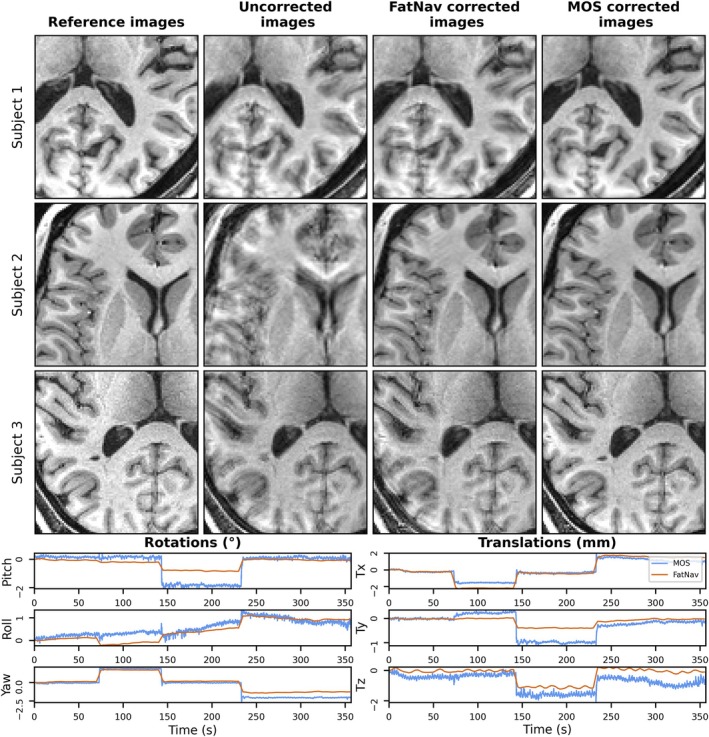 Reference images
Uncorrected
images
FatNav corrected
images
MOS corrected
images
Subject 1
Subject 2
Subject 3
Rotations (°)
Translations (mm)
Pitch
0
−2
0 50 100 150 200 250 300 350
Roll
1
0
0 50 100 150 200 250 300 350
Yaw
0.0
−2.5
0 50 100 150 200 250 300 350
Time (s)
Tx
2
0
−2
MOS
FatNav
0 50 100 150 200 250 300 350
Ty
0
−1
0 50 100 150 200 250 300 350
Tz
0
−2
0 50 100 150 200 250 300 350
Time (s)